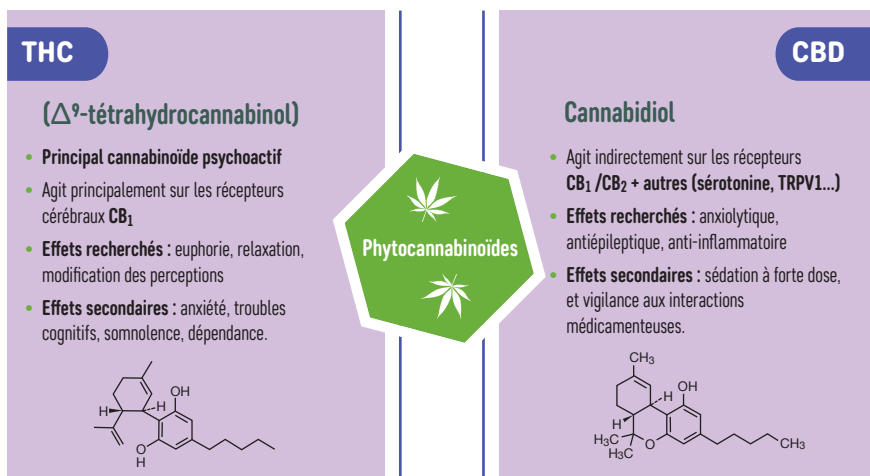 THC
(Δ⁹-tétrahydrocannabinol)
• Principal cannabinoïde psychoactif
• Agit principalement sur les récepteurs
cérébraux CB₁
• Effets recherchés : euphorie, relaxation,
modification des perceptions
• Effets secondaires : anxiété, troubles
cognitifs, somnolence, dépendance.
H
H
OH
O
H
Phytocannabinoïdes
CBD
Cannabidiol
• Agit indirectement sur les récepteurs
CB₁ /CB₂ + autres (sérotonine, TRPV1...)
• Effets recherchés : anxiolytique,
antiépileptique, anti-inflammatoire
• Effets secondaires : sédation à forte dose,
et vigilance aux interactions
médicamenteuses.
CH₃
H
OH
H
H₃C
H₃C
O
CH₃